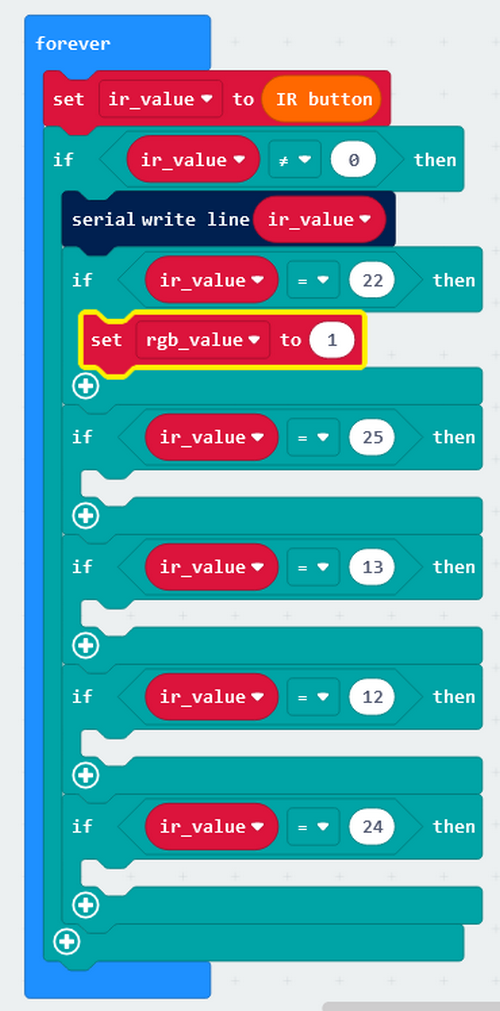 forever
set ir_value to IR button
if ir_value ≠ 0 then
serial write line ir_value
if ir_value = 22 then
set rgb_value to 1
if ir_value = 25 then
if ir_value = 13 then
if ir_value = 12 then
if ir_value = 24 then